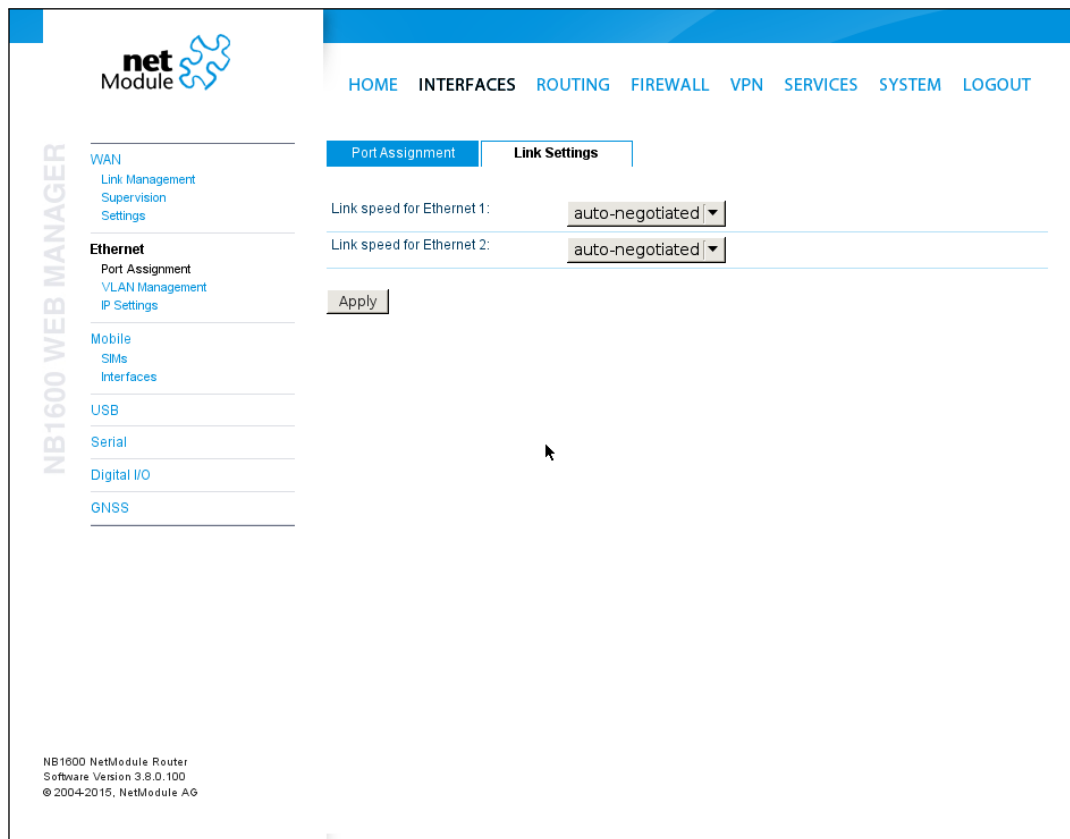 net
Module
HOME INTERFACES ROUTING FIREWALL VPN SERVICES SYSTEM LOGOUT
NB1600 WEB MANAGER
WAN
Link Management
Supervision
Settings
Ethernet
Port Assignment
VLAN Management
IP Settings
Mobile
SIMs
Interfaces
USB
Serial
Digital I/O
GNSS
Port Assignment Link Settings
Link speed for Ethernet 1: auto-negotiated
Link speed for Ethernet 2: auto-negotiated
Apply
NB1600 NetModule Router
Software Version 3.8.0.100
© 2004-2015, NetModule AG